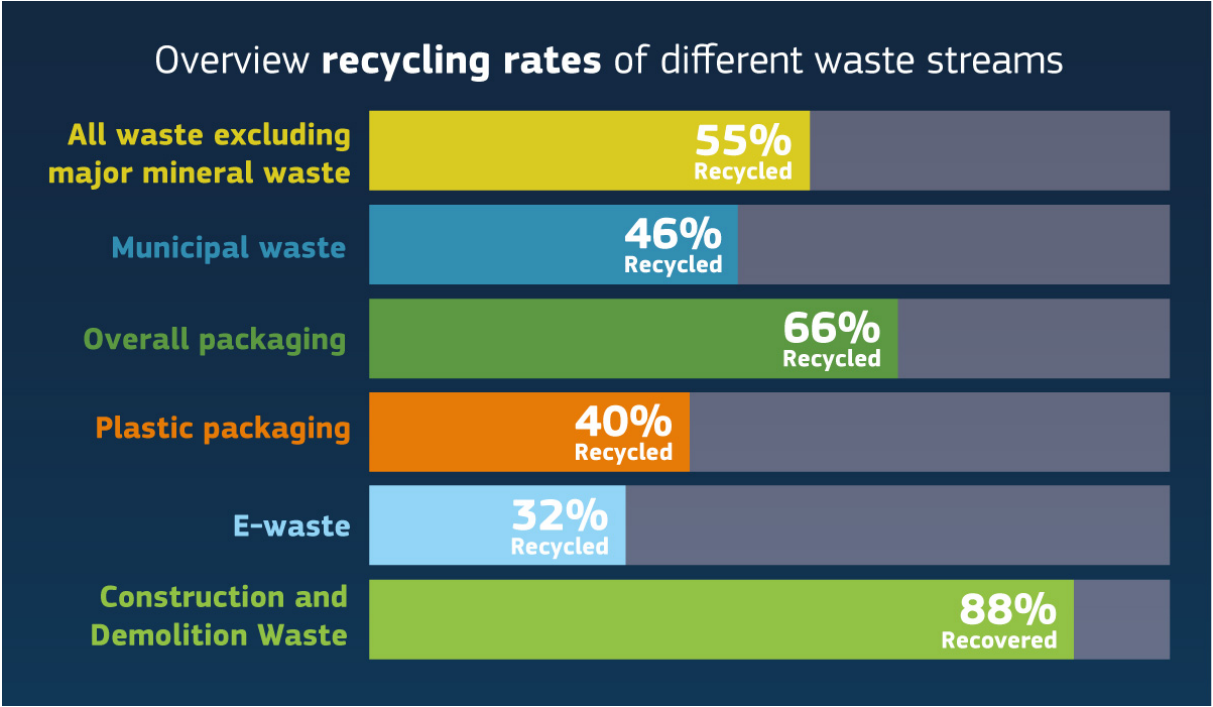 Overview recycling rates of different waste streams
All waste excluding
major mineral waste
55%
Recycled
Municipal waste
46%
Recycled
Overall packaging
66%
Recycled
Plastic packaging
40%
Recycled
E-waste
32%
Recycled
Construction and
Demolition Waste
88%
Recovered